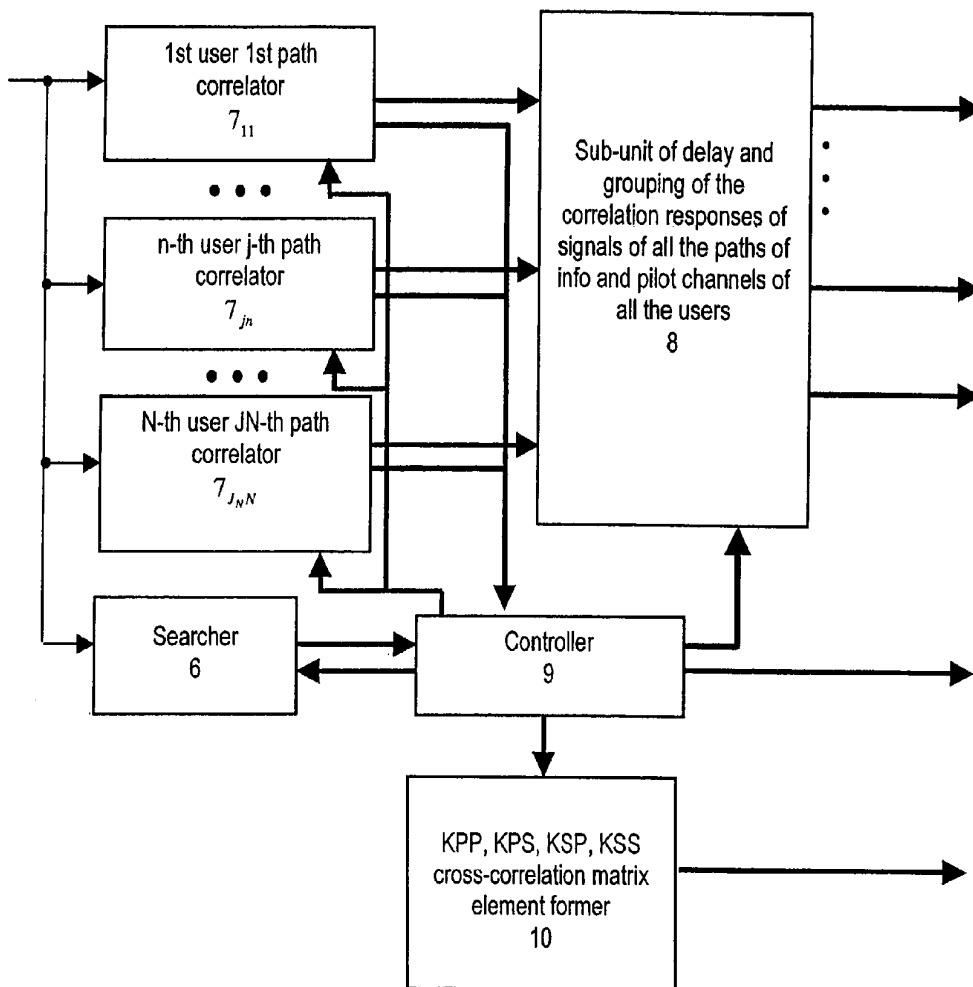 1st user 1st path
correlator
7₁₁
n-th user j-th path
correlator
7ⱼₙ
N-th user JN-th path
correlator
7_{J_N N}
Sub-unit of delay and
grouping of the
correlation responses of
signals of all the paths of
info and pilot channels of
all the users
8
Searcher
6
Controller
9
KPP, KPS, KSP, KSS
cross-correlation matrix
element former
10